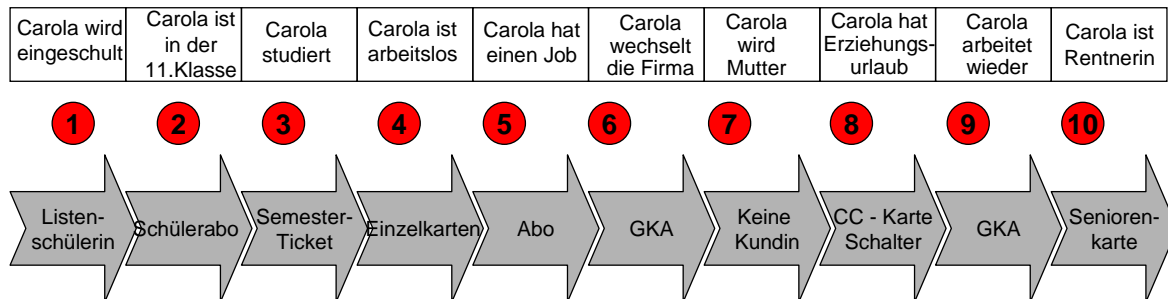 Carola wird
eingeschult
Carola ist
in der
11.Klasse
Carola
studiert
Carola ist
arbeitslos
Carola hat
einen Job
Carola
wechselt
die Firma
Carola
wird
Mutter
Carola hat
Erziehungs-
urlaub
Carola
arbeitet
wieder
Carola ist
Rentnerin
1
2
3
4
5
6
7
8
9
10
Listen-
schülerin
Schülerabo
Semester-
Ticket
Einzelkarten
Abo
GKA
Keine
Kundin
CC - Karte
Schalter
GKA
Senioren-
karte